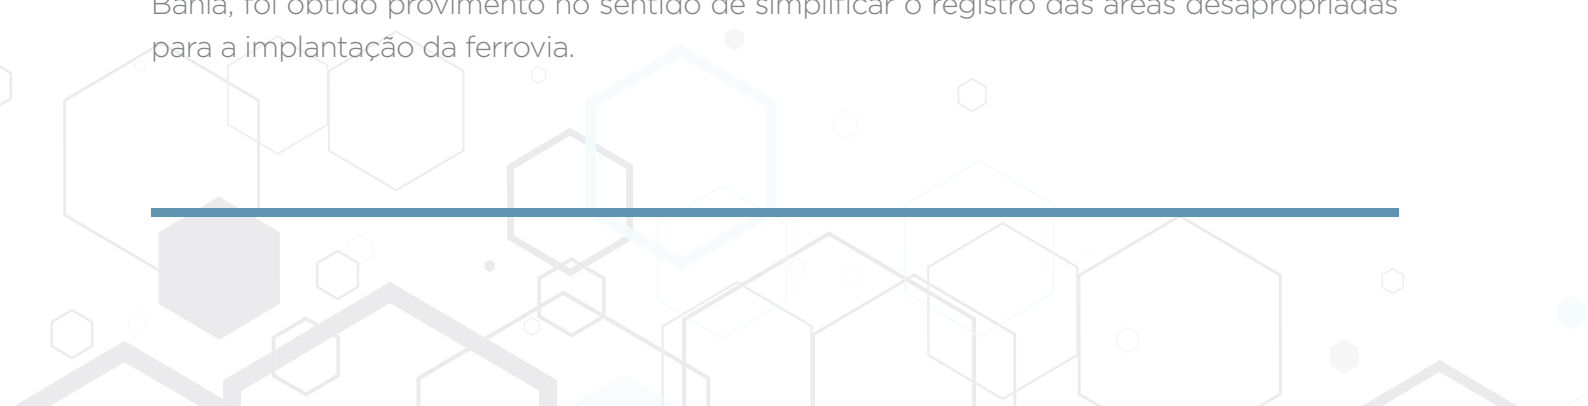 Bahia, foi obtido provimento no sentido de simplificar o registro das áreas desapropriadas
para a implantação da ferrovia.